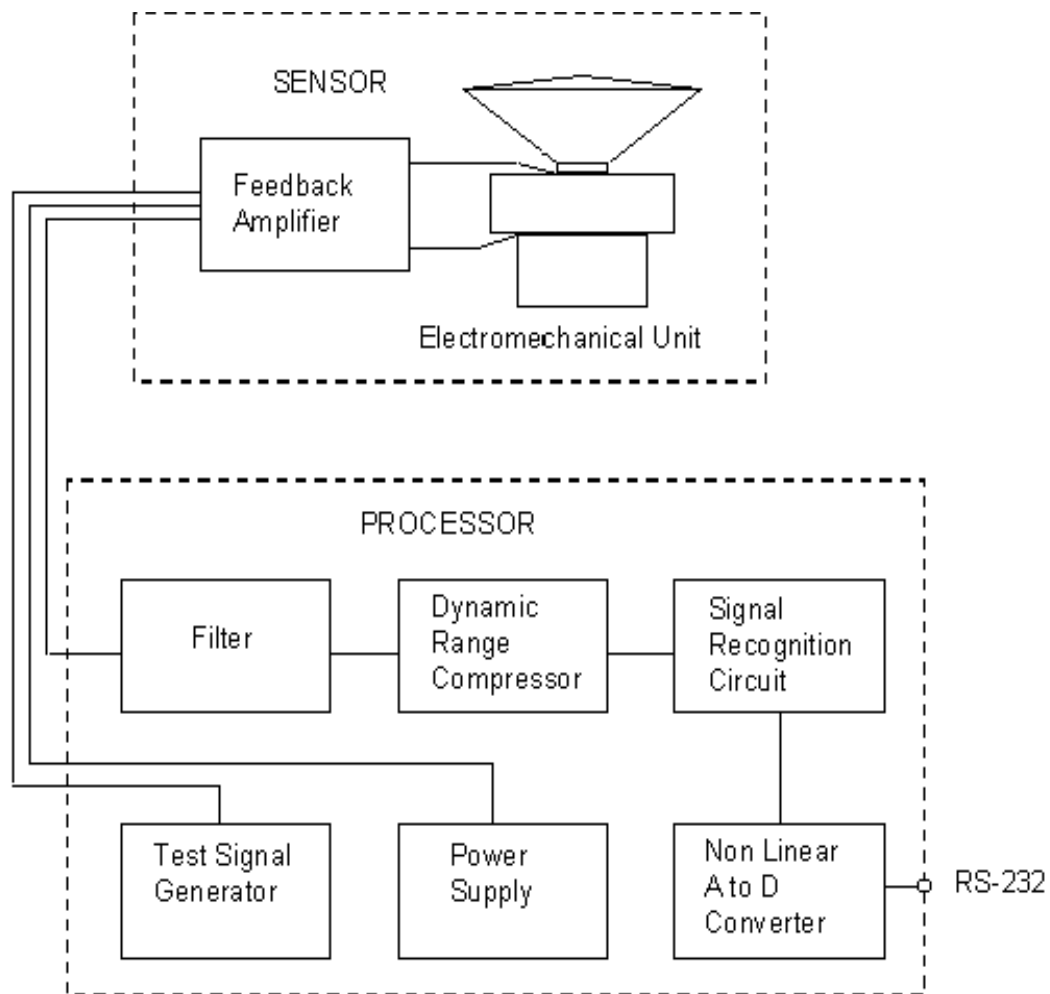 SENSOR
Feedback
Amplifier
Electromechanical Unit
PROCESSOR
Filter
Dynamic
Range
Compressor
Signal
Recognition
Circuit
Test Signal
Generator
Power
Supply
Non Linear
A to D
Converter
RS-232